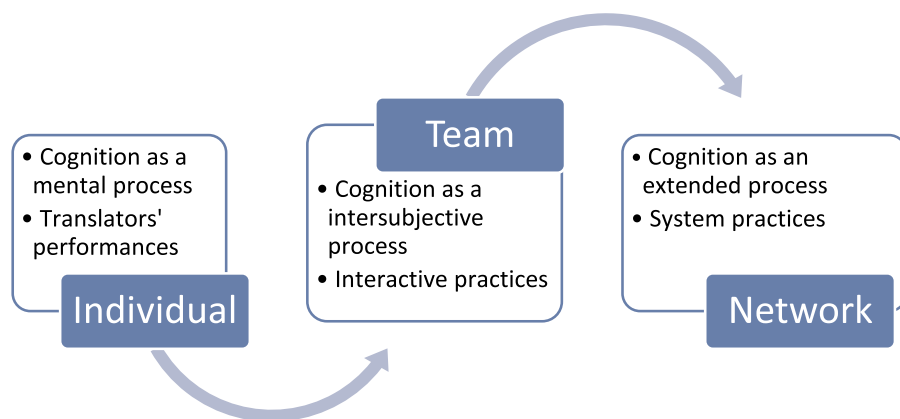 • Cognition as a
mental process
• Translators'
performances
Individual
Team
• Cognition as a
intersubjective
process
• Interactive practices
• Cognition as an
extended process
• System practices
Network